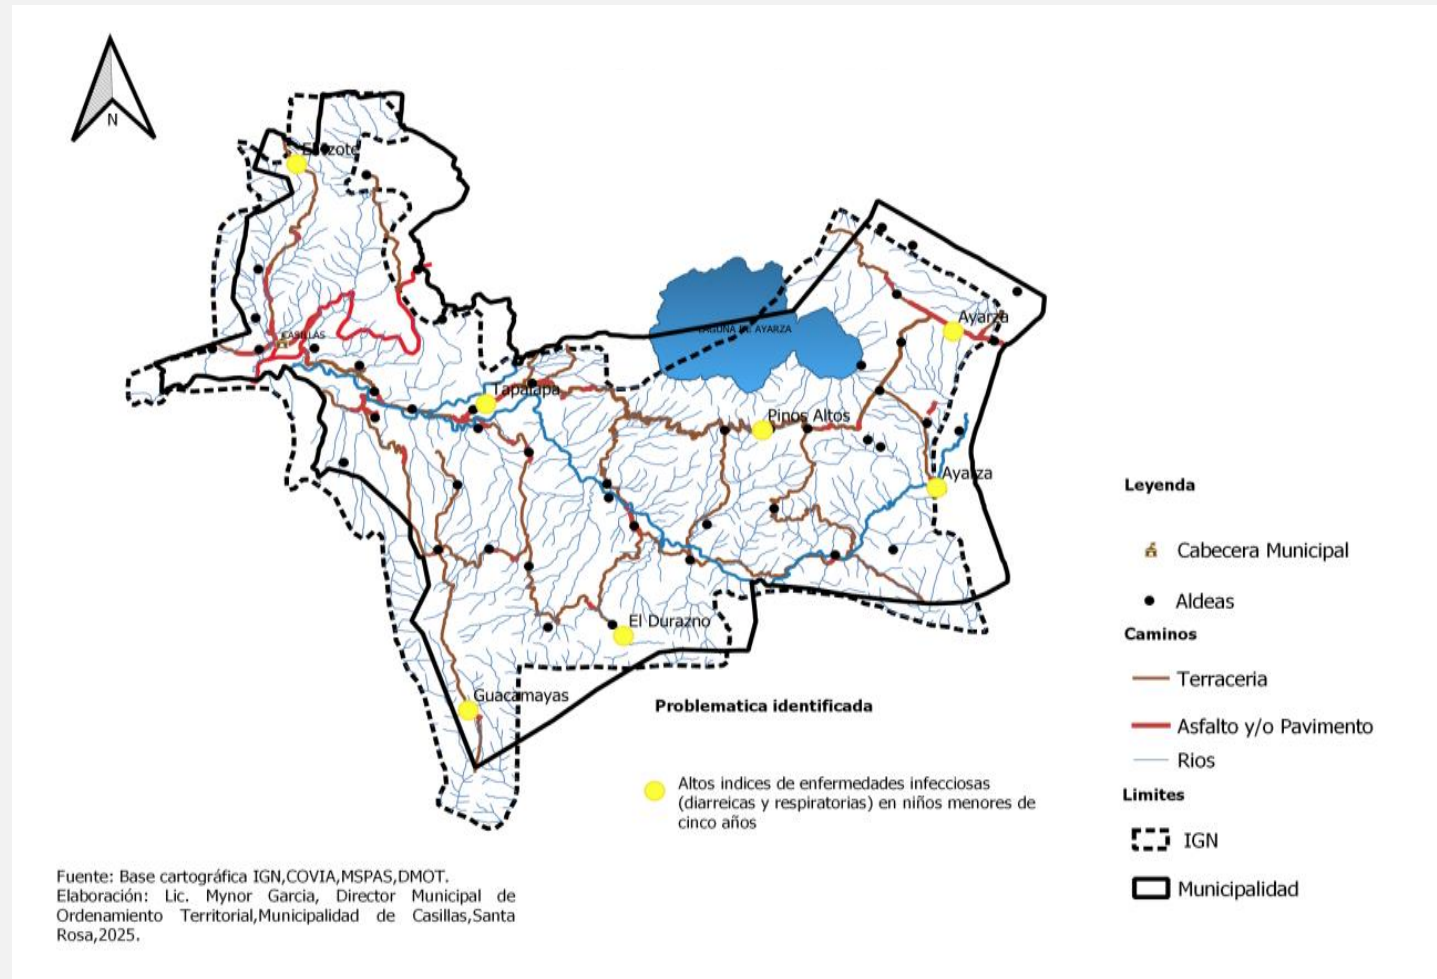 N
El Izote
CASILLAS
LAGUNA DE AYARZA
Ayarza
Tapalapa
Pinos Altos
Ayarza
El Durazno
Guacamayas
Leyenda
Cabecera Municipal
Aldeas
Caminos
Terraceria
Asfalto y/o Pavimento
Rios
Limites
IGN
Municipalidad
Problematica identificada
Altos indices de enfermedades infecciosas
(diarreicas y respiratorias) en niños menores de
cinco años
Fuente: Base cartográfica IGN,COVIA,MSPAS,DMOT.
Elaboración: Lic. Mynor Garcia, Director Municipal de
Ordenamiento Territorial,Municipalidad de Casillas,Santa
Rosa,2025.